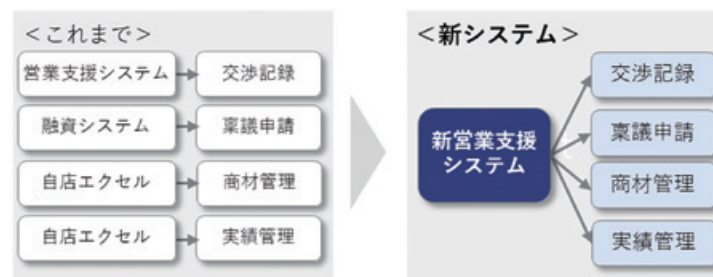 ＜これまで＞
営業支援システム
交渉記録
融資システム
稟議申請
自店エクセル
商材管理
自店エクセル
実績管理
＜新システム＞
新営業支援
システム
交渉記録
稟議申請
商材管理
実績管理